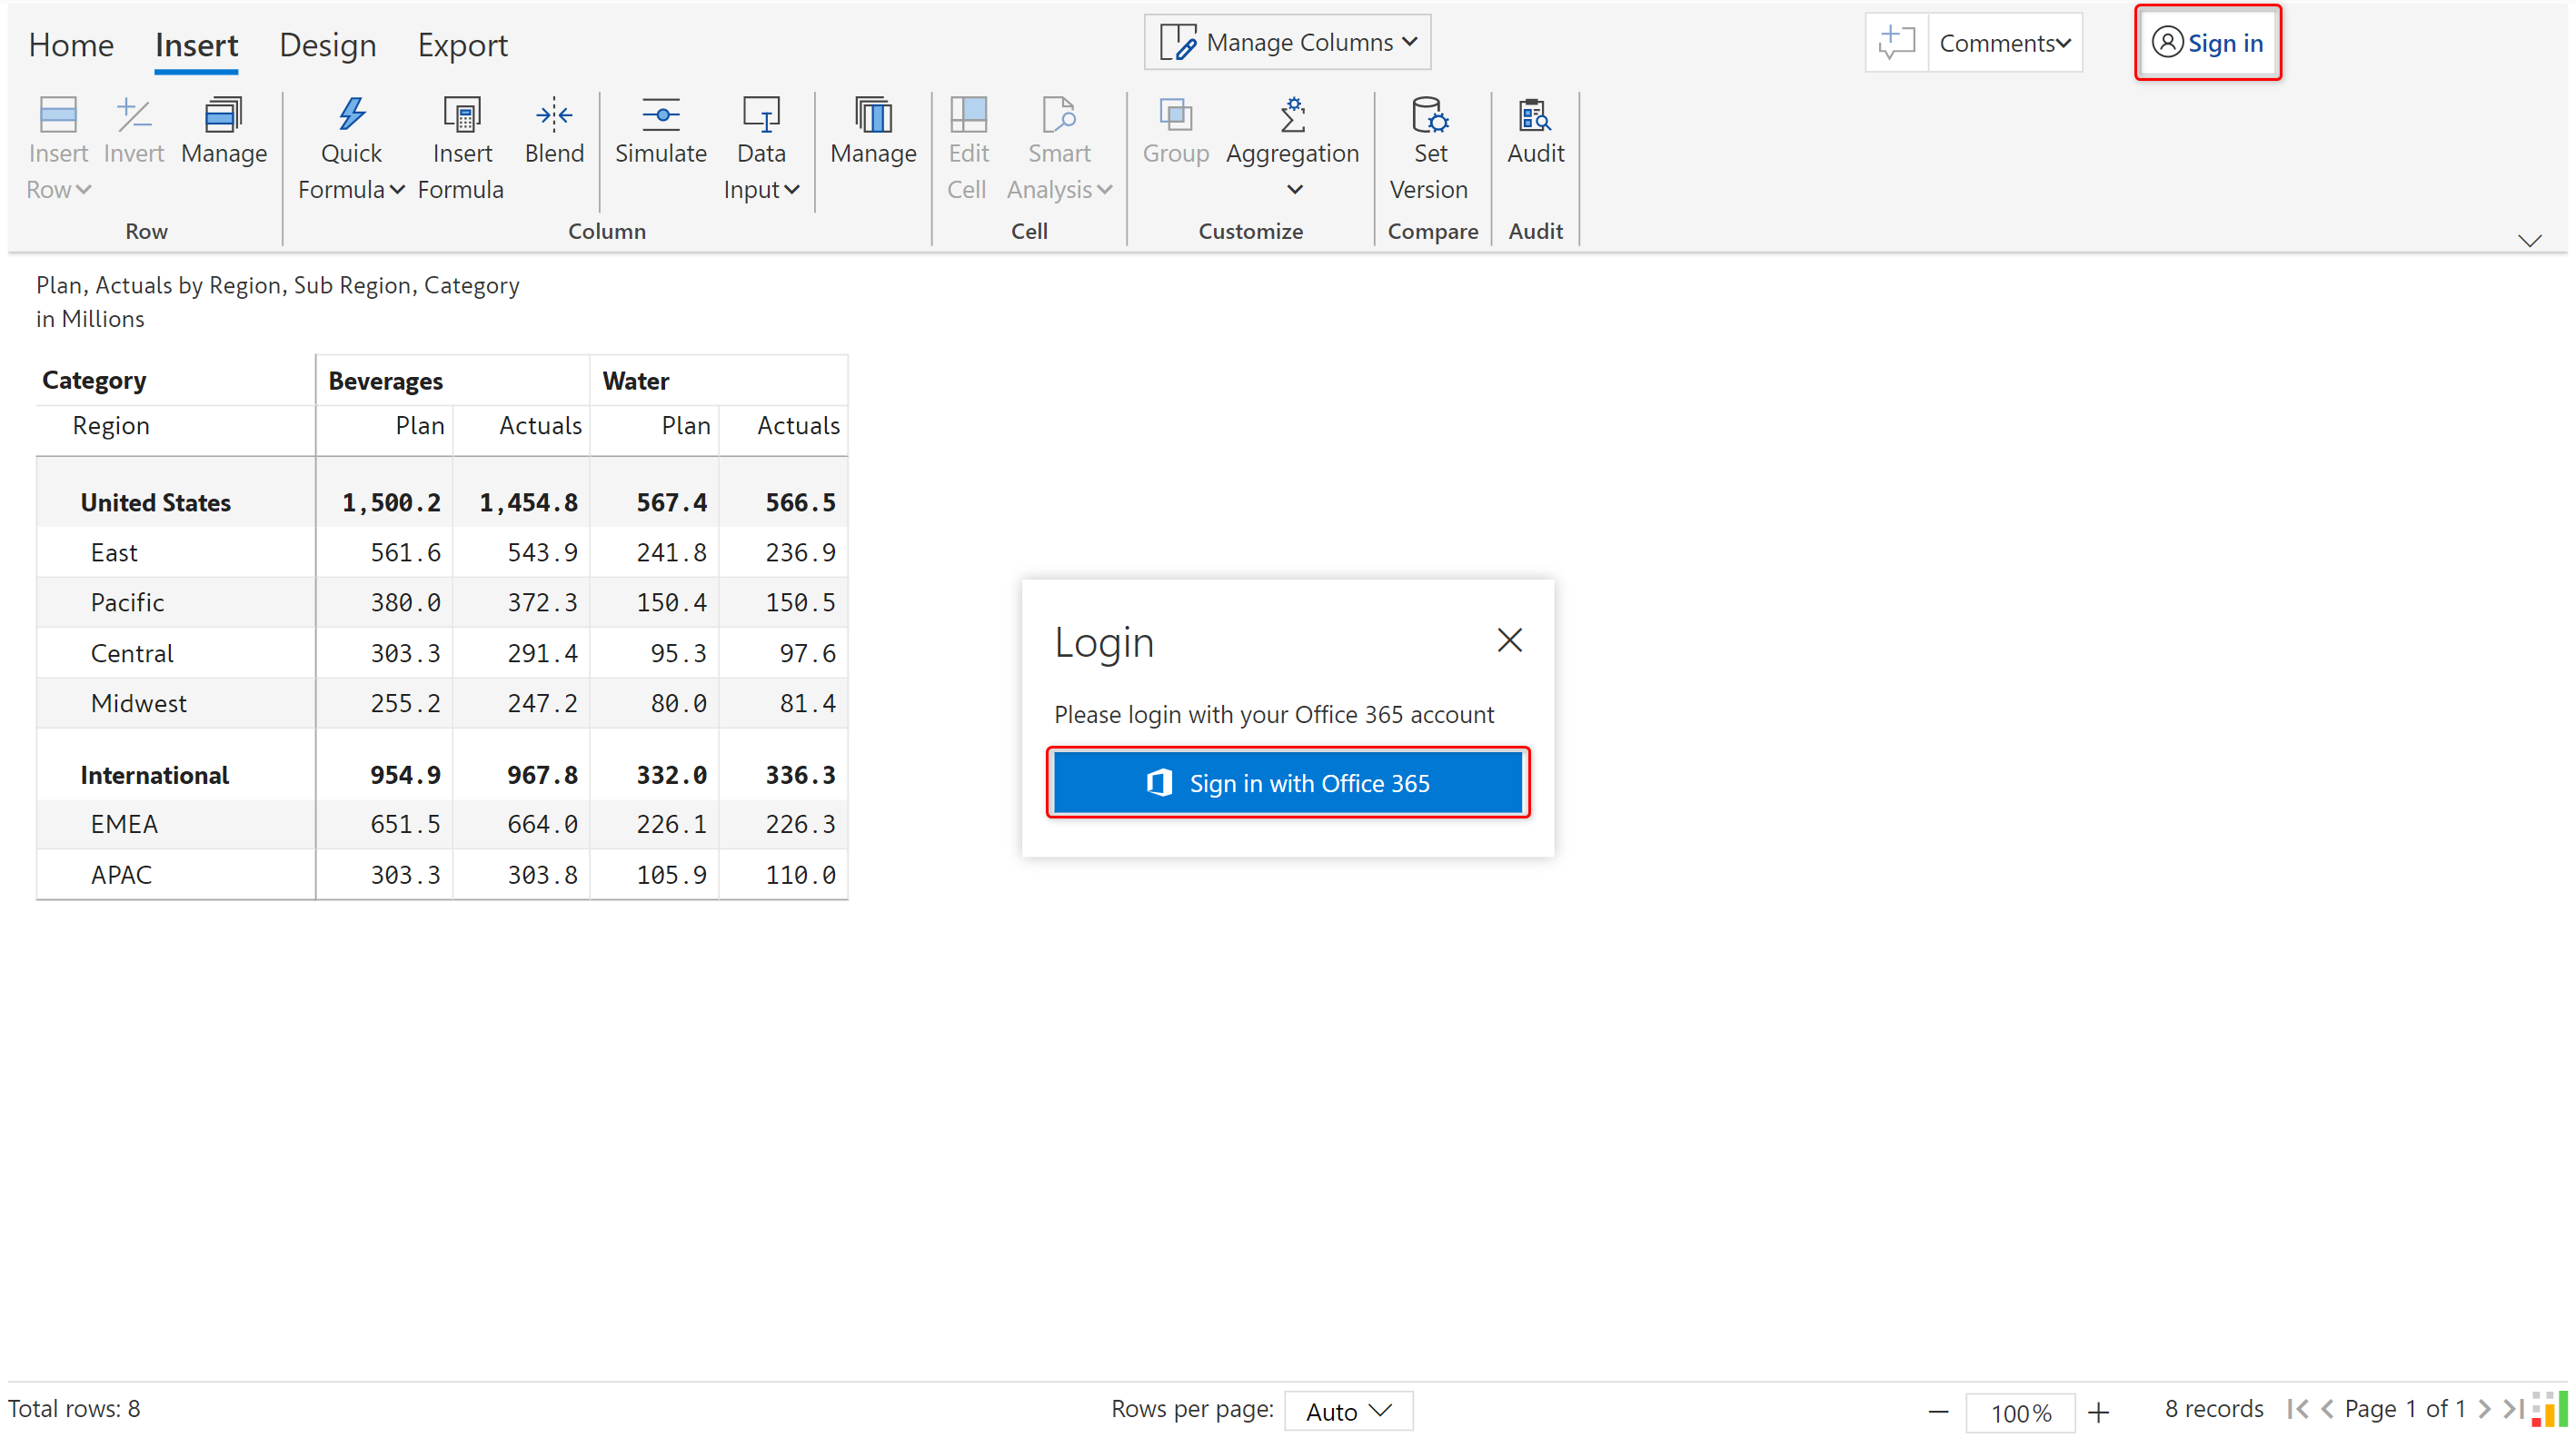 Home Insert Design Export Manage Columns Comments Sign in
Insert Invert Manage Quick Insert Blend Simulate Data Manage Edit Smart Group Aggregation Set Audit
Row Formula Formula Input Cell Analysis Version
Row Column Cell Customize Compare Audit
Plan, Actuals by Region, Sub Region, Category
in Millions
Category Beverages Water
Region Plan Actuals Plan Actuals
United States 1,500.2 1,454.8 567.4 566.5
East 561.6 543.9 241.8 236.9
Pacific 380.0 372.3 150.4 150.5
Central 303.3 291.4 95.3 97.6
Midwest 255.2 247.2 80.0 81.4
International 954.9 967.8 332.0 336.3
EMEA 651.5 664.0 226.1 226.3
APAC 303.3 303.8 105.9 110.0
Login
Please login with your Office 365 account
Sign in with Office 365
Total rows: 8 Rows per page: Auto 100% 8 records Page 1 of 1